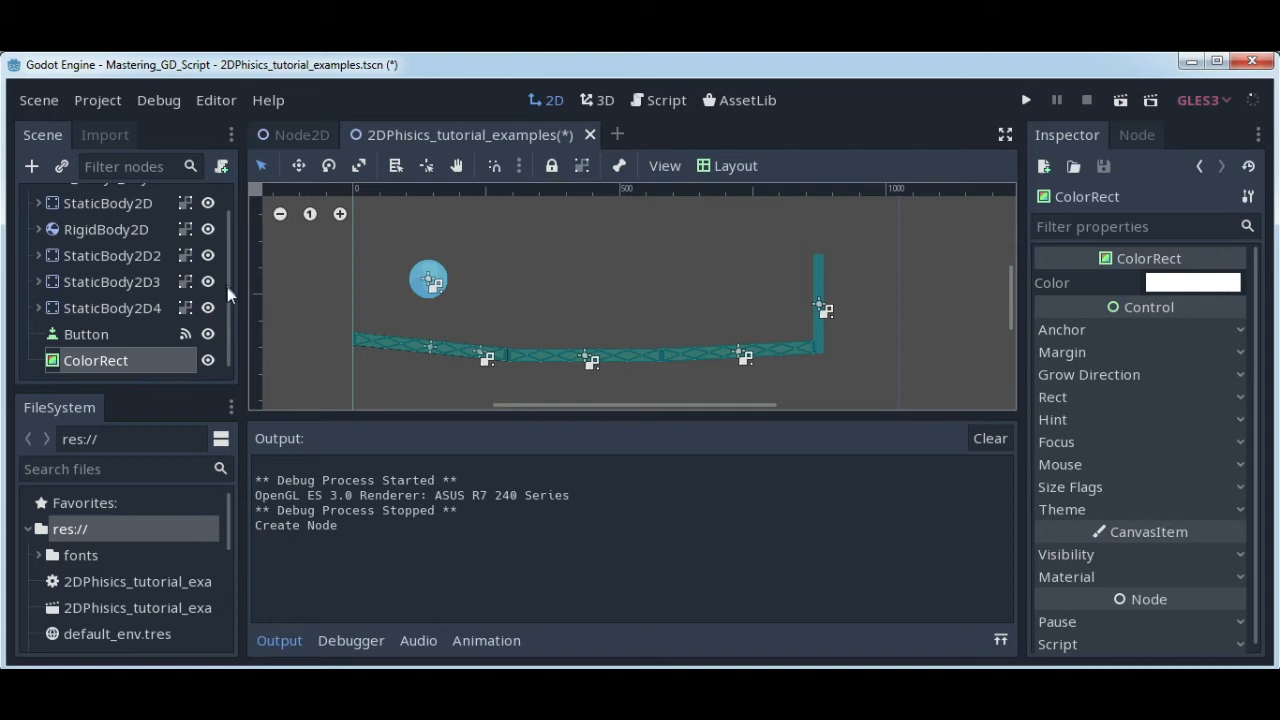 Godot Engine - Mastering_GD_Script - 2DPhisics_tutorial_examples.tscn (*)
Scene Project Debug Editor Help
2D 3D Script AssetLib
GLES3
Scene Import
Node2D 2DPhisics_tutorial_examples(*)
Inspector Node
Filter nodes
View Layout
0 500 1000
ColorRect
StaticBody2D
RigidBody2D
StaticBody2D2
StaticBody2D3
StaticBody2D4
Button
ColorRect
1
Filter properties
ColorRect
Color
Control
Anchor
Margin
Grow Direction
Rect
Hint
Focus
Mouse
Size Flags
Theme
CanvasItem
Visibility
Material
Node
Pause
Script
FileSystem
res://
Search files
Favorites:
res://
fonts
2DPhisics_tutorial_exa
2DPhisics_tutorial_exa
default_env.tres
Output:
Clear
** Debug Process Started **
OpenGL ES 3.0 Renderer: ASUS R7 240 Series
** Debug Process Stopped **
Create Node
Output Debugger Audio Animation